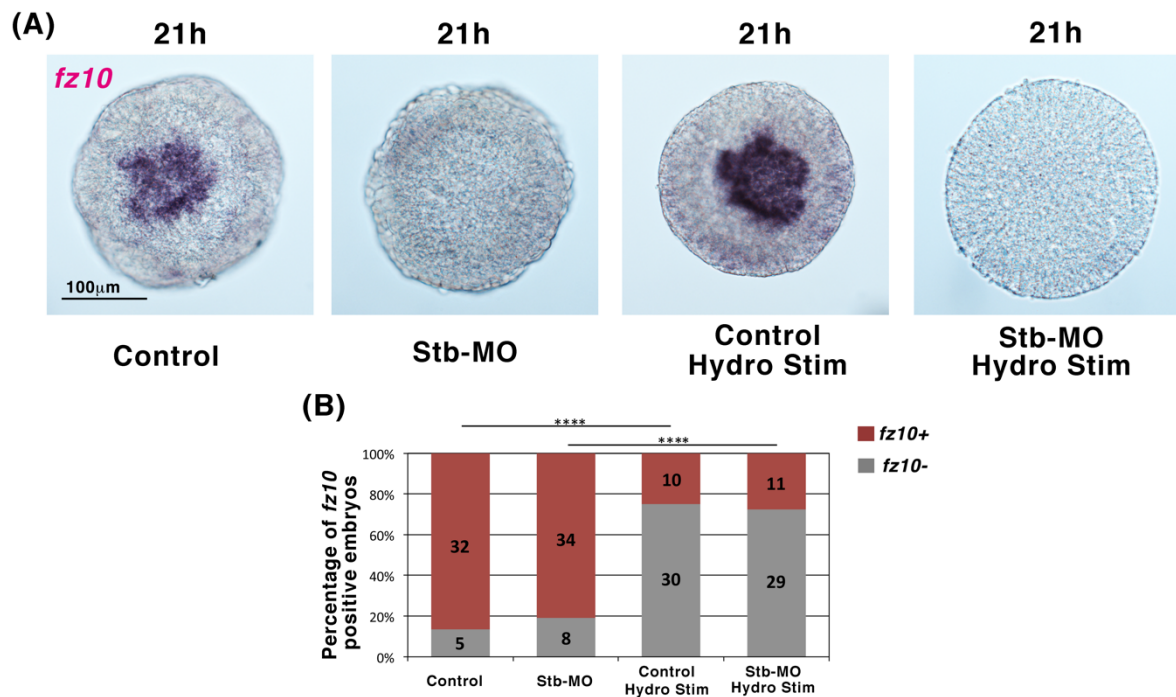 (A)
21h 21h 21h 21h
fz10
100μm
Control Stb-MO Control Hydro Stim Stb-MO Hydro Stim
(B)
**** 
****
fz10+
fz10-
Percentage of fz10
positive embryos
100%
80%
60%
40%
20%
0%
32 34 10 11
5 8 30 29
Control Stb-MO Control Hydro Stim Stb-MO Hydro Stim